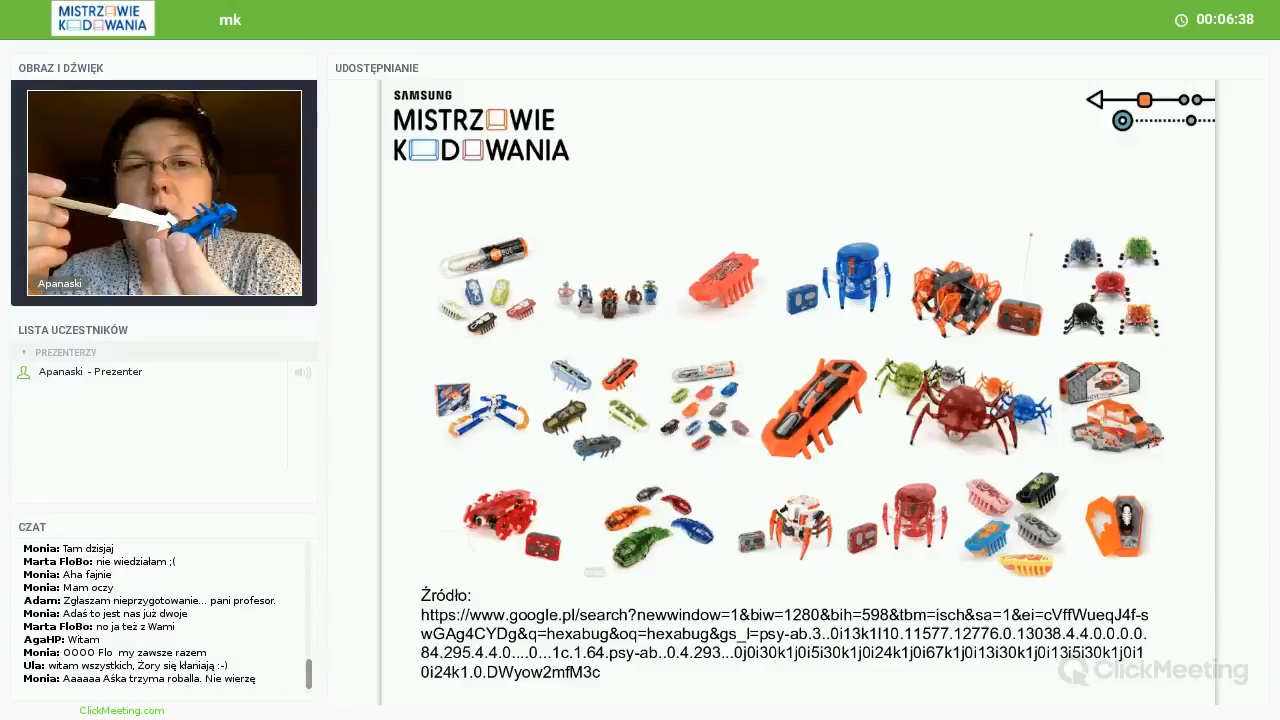 MISTRZOWIE
KODOWANIA
mk
00:06:38
OBRAZ I DŹWIĘK
Apanaski
LISTA UCZESTNIKÓW
PREZENTERZY
Apanaski - Prezenter
CZAT
Monia: Tam dzisjaj
Marta FloBo: nie wiedziałam ;(
Monia: Aha fajnie
Monia: Mam oczy
Adam: Zgłaszam nieprzygotowanie... pani profesor.
Monia: Adaś to jest nas już dwoje
Marta FloBo: no ja też z Wami
AgaHP: Witam
Monia: OOOO Flo my zawsze razem
Ula: witam wszystkich, Żory się kłaniają :-)
Monia: Aaaaaa Aśka trzyma roballa. Nie wierzę
ClickMeeting.com
UDOSTĘPNIANIE
SAMSUNG
MISTRZOWIE
KODOWANIA
Źródło:
https://www.google.pl/search?newwindow=1&biw=1280&bih=598&tbm=isch&sa=1&ei=cVffWueqJ4f-s
wGAg4CYDg&q=hexabug&oq=hexabug&gs_l=psy-ab.3..0i13k1l10.11577.12776.0.13038.4.4.0.0.0.0.
84.295.4.4.0....0...1c.1.64.psy-ab..0.4.293...0j0i30k1j0i5i30k1j0i24k1j0i67k1j0i13i30k1j0i13i5i30k1j0i1
0i24k1.0.DWyow2mfM3c
ClickMeeting